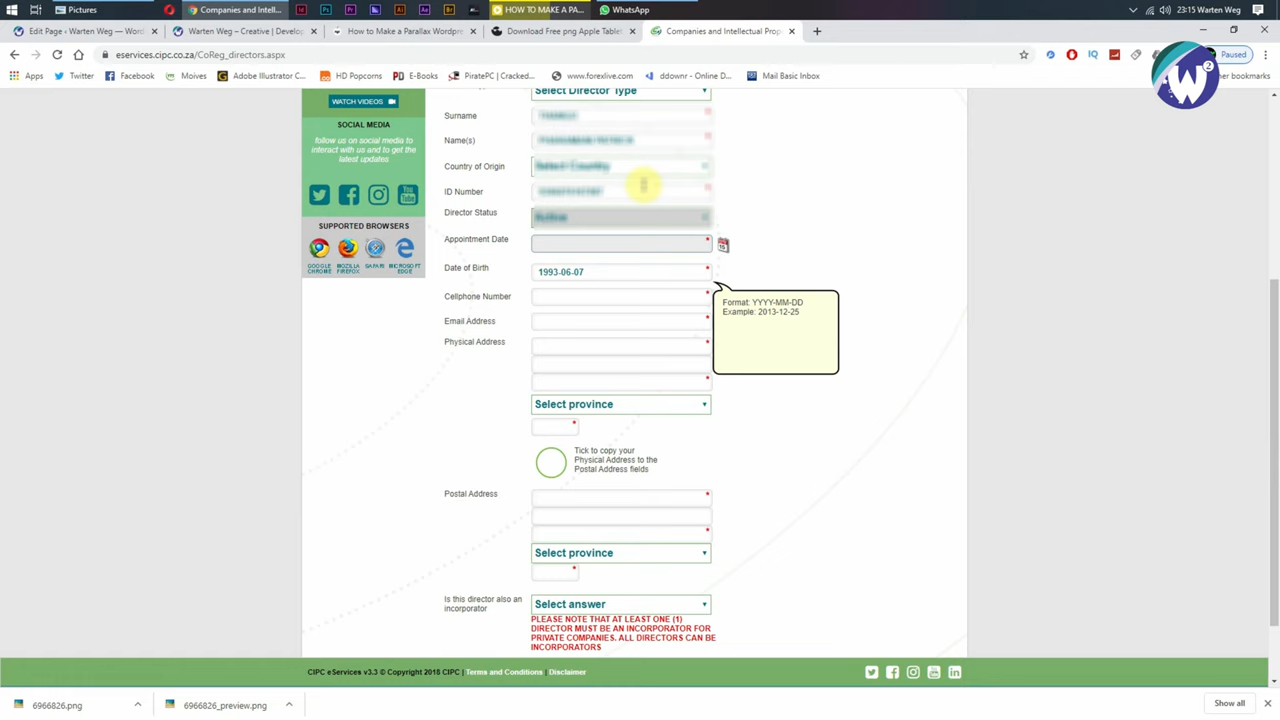 Pictures
Companies and Intell...
HOW TO MAKE A PA...
WhatsApp
23:15 Warten Weg
Edit Page ‹ Warten Weg — Word
Warten Weg – Creative | Develop
How to Make a Parallax WordPre
Download Free png Apple Tablet
Companies and Intellectual Prop
eservices.cipc.co.za/CoReg_directors.aspx
Paused
Apps
Twitter
Facebook
Moives
Adobe Illustrator C...
HD Popcorns
E-Books
PiratePC | Cracked...
www.forexlive.com
ddownr - Online D...
Mail Basic Inbox
her bookmarks
W
2
WATCH VIDEOS
SOCIAL MEDIA
follow us on social media to
interact with us and to get the
latest updates
You
Tube
SUPPORTED BROWSERS
GOOGLE
CHROME
MOZILLA
FIREFOX
SAFARI
MICROSOFT
EDGE
Select Director Type
Surname
Name(s)
Country of Origin
Select Country
ID Number
Director Status
Active
Appointment Date
Date of Birth
1993-06-07
Format: YYYY-MM-DD
Example: 2013-12-25
Cellphone Number
Email Address
Physical Address
Select province
Tick to copy your
Physical Address to the
Postal Address fields
Postal Address
Select province
Is this director also an
incorporator
Select answer
PLEASE NOTE THAT AT LEAST ONE (1)
DIRECTOR MUST BE AN INCORPORATOR FOR
PRIVATE COMPANIES. ALL DIRECTORS CAN BE
INCORPORATORS
CIPC eServices v3.3 © Copyright 2018 CIPC | Terms and Conditions | Disclaimer
6966826.png
6966826_preview.png
Show all